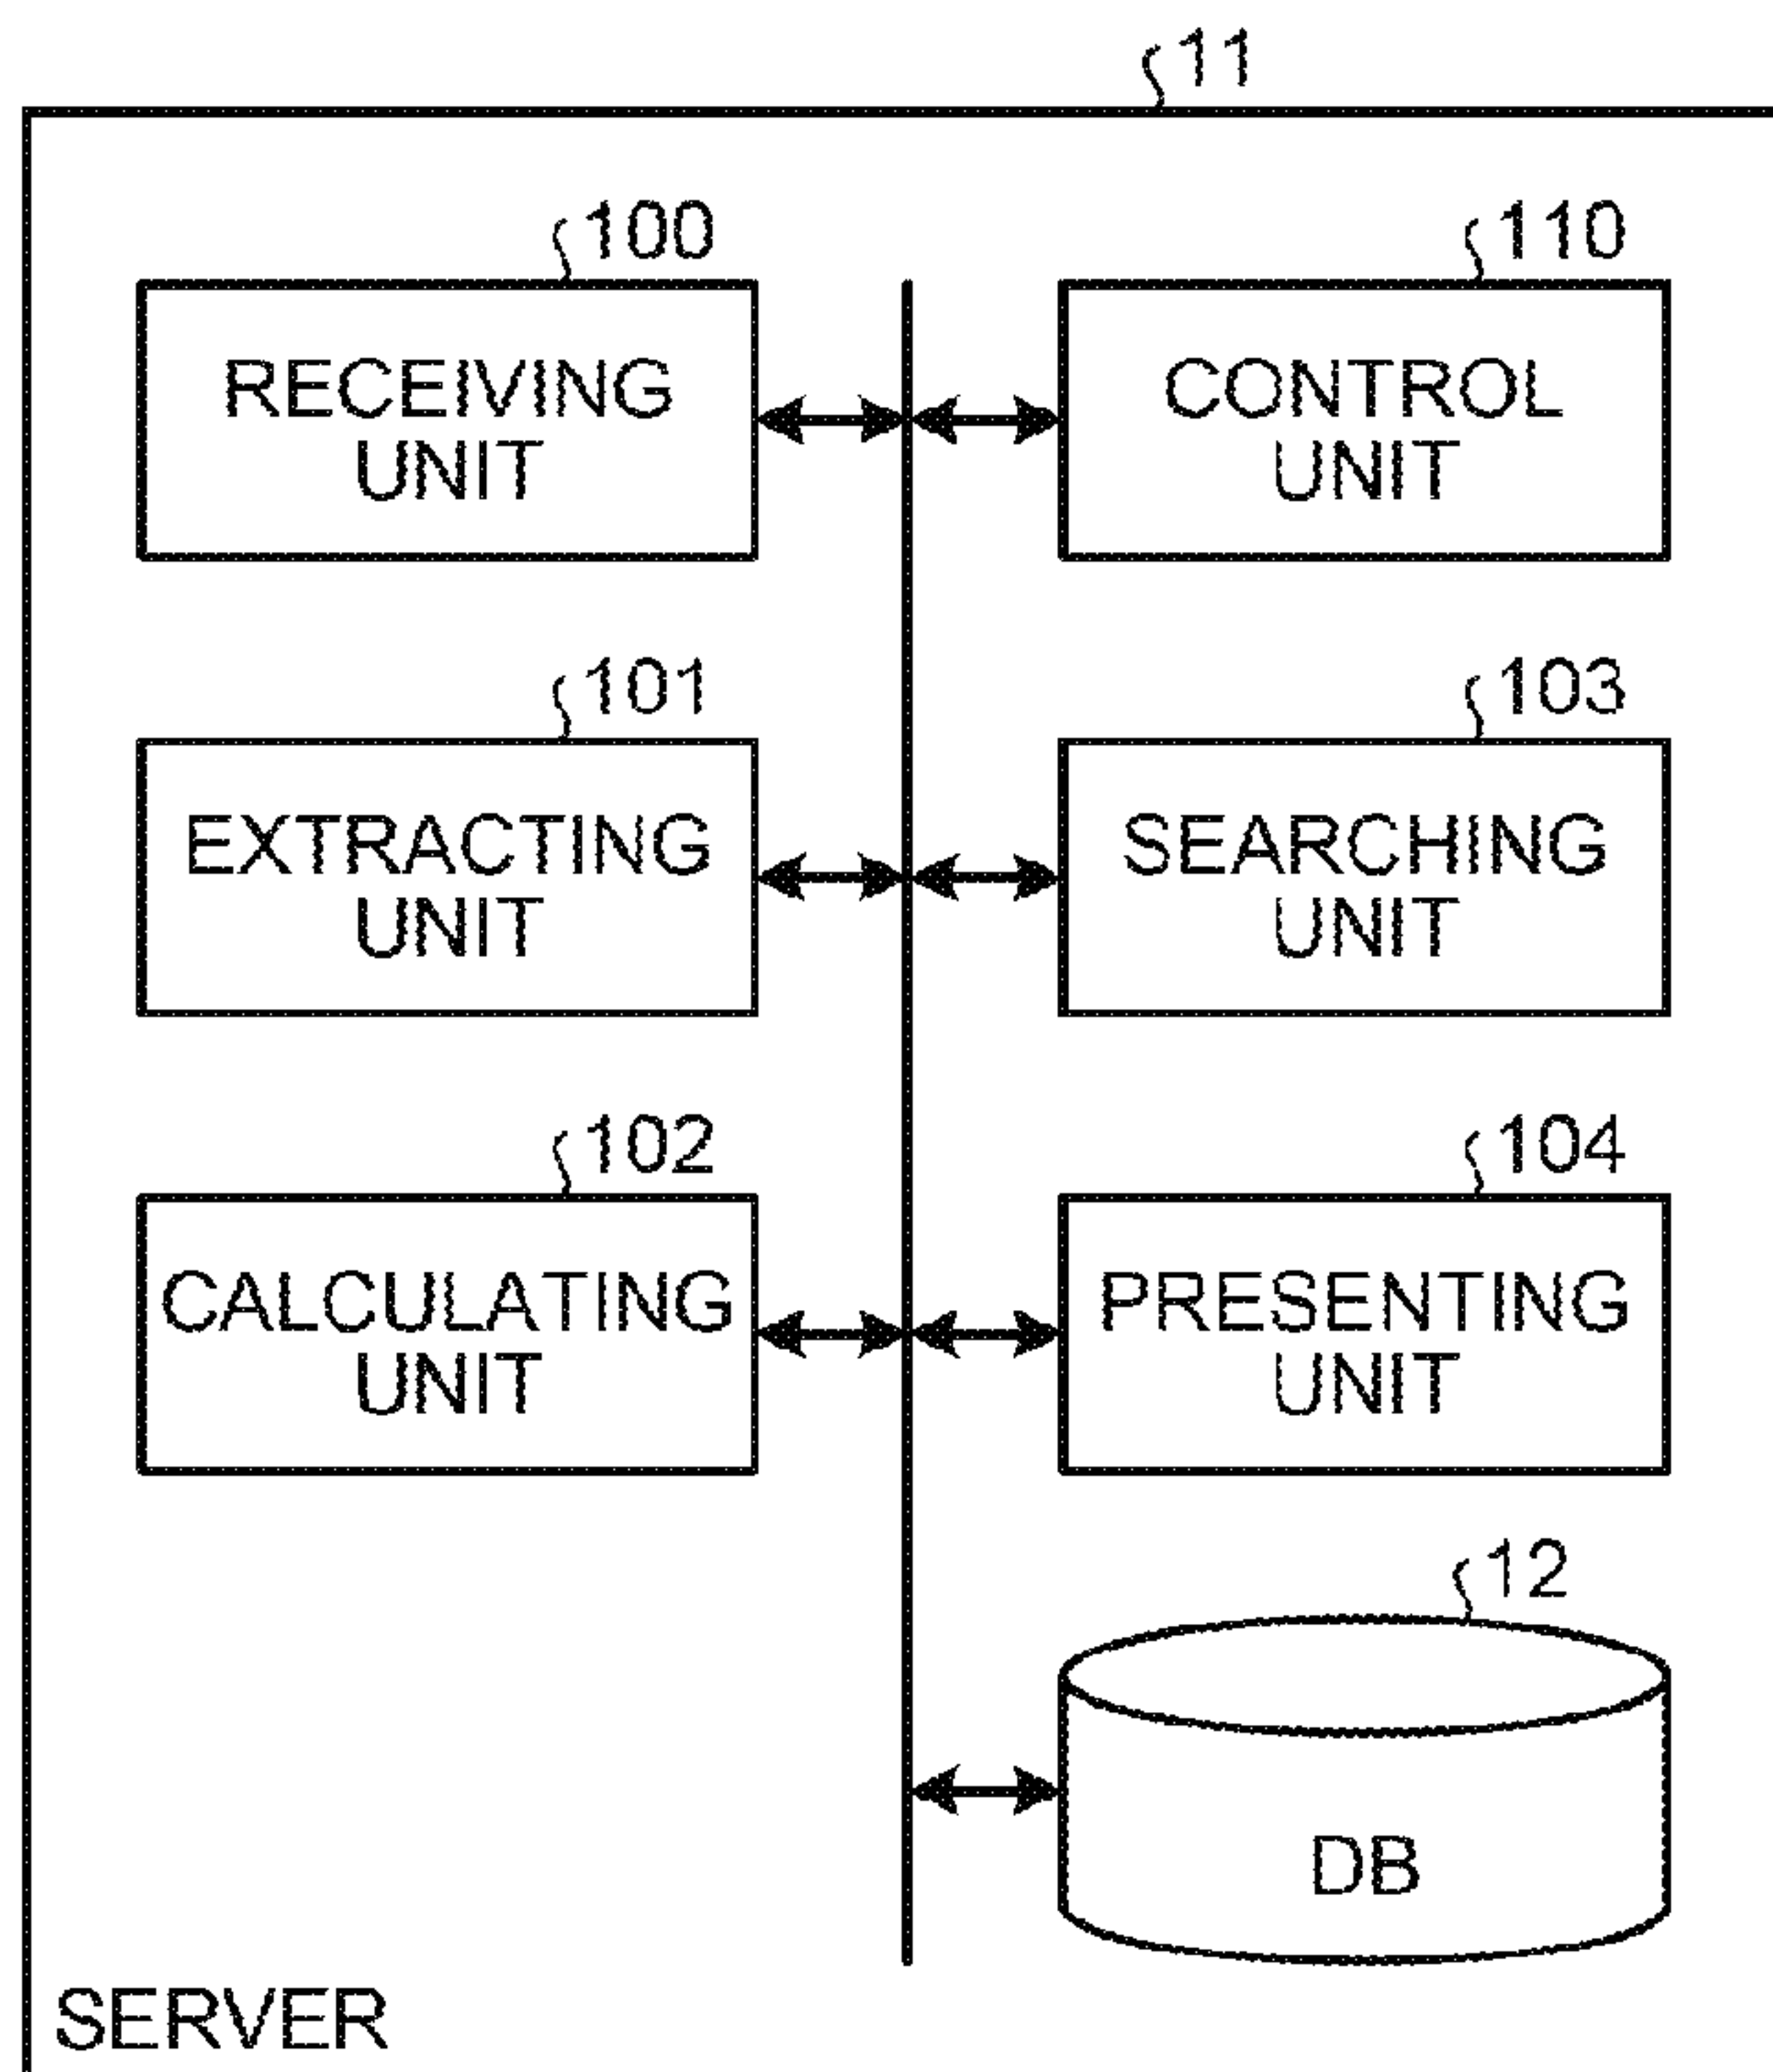 11
100
RECEIVING
UNIT
110
CONTROL
UNIT
101
EXTRACTING
UNIT
103
SEARCHING
UNIT
102
CALCULATING
UNIT
104
PRESENTING
UNIT
12
DB
SERVER